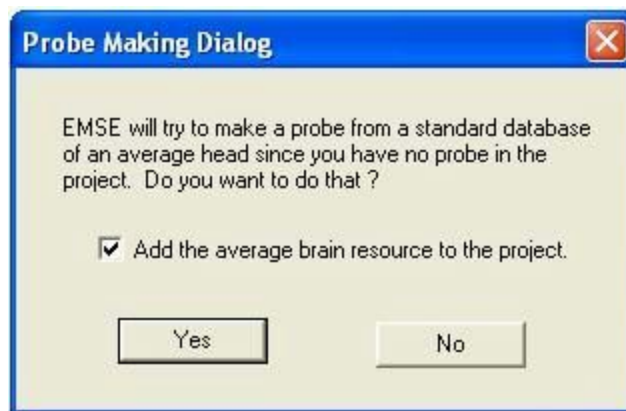 Probe Making Dialog
EMSE will try to make a probe from a standard database
of an average head since you have no probe in the
project.  Do you want to do that ?
Add the average brain resource to the project.
Yes
No